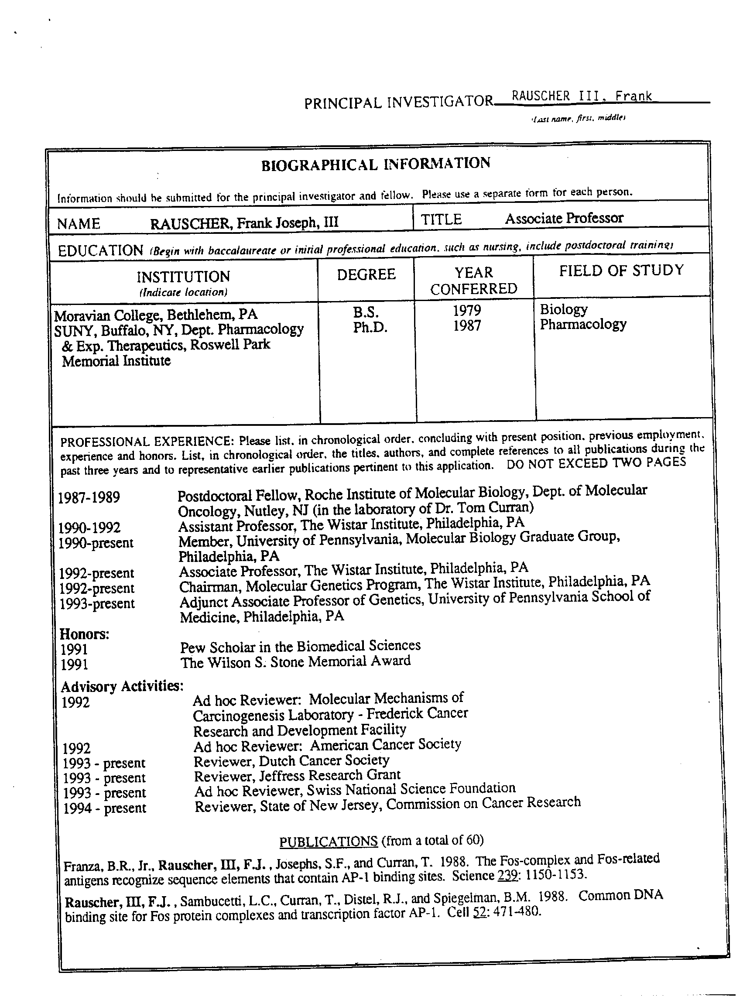 PRINCIPAL INVESTIGATOR RAUSCHER III, Frank
(Last name, first, middle)
BIOGRAPHICAL INFORMATION
Information should be submitted for the principal investigator and fellow. Please use a separate form for each person.
NAME RAUSCHER, Frank Joseph, III TITLE Associate Professor
EDUCATION (Begin with baccalaureate or initial professional education, such as nursing, include postdoctoral training)
INSTITUTION DEGREE YEAR FIELD OF STUDY
(Indicate location) CONFERRED
Moravian College, Bethlehem, PA B.S. 1979 Biology
SUNY, Buffalo, NY, Dept. Pharmacology Ph.D. 1987 Pharmacology
& Exp. Therapeutics, Roswell Park
Memorial Institute
PROFESSIONAL EXPERIENCE: Please list, in chronological order, concluding with present position, previous employment,
experience and honors. List, in chronological order, the titles, authors, and complete references to all publications during the
past three years and to representative earlier publications pertinent to this application. DO NOT EXCEED TWO PAGES
1987-1989 Postdoctoral Fellow, Roche Institute of Molecular Biology, Dept. of Molecular
Oncology, Nutley, NJ (in the laboratory of Dr. Tom Curran)
1990-1992 Assistant Professor, The Wistar Institute, Philadelphia, PA
1990-present Member, University of Pennsylvania, Molecular Biology Graduate Group,
Philadelphia, PA
1992-present Associate Professor, The Wistar Institute, Philadelphia, PA
1992-present Chairman, Molecular Genetics Program, The Wistar Institute, Philadelphia, PA
1993-present Adjunct Associate Professor of Genetics, University of Pennsylvania School of
Medicine, Philadelphia, PA
Honors:
1991 Pew Scholar in the Biomedical Sciences
1991 The Wilson S. Stone Memorial Award
Advisory Activities:
1992 Ad hoc Reviewer: Molecular Mechanisms of
Carcinogenesis Laboratory - Frederick Cancer
Research and Development Facility
1992 Ad hoc Reviewer: American Cancer Society
1993 - present Reviewer, Dutch Cancer Society
1993 - present Reviewer, Jeffress Research Grant
1993 - present Ad hoc Reviewer, Swiss National Science Foundation
1994 - present Reviewer, State of New Jersey, Commission on Cancer Research
PUBLICATIONS (from a total of 60)
Franza, B.R., Jr., Rauscher, III, F.J. , Josephs, S.F., and Curran, T. 1988. The Fos-complex and Fos-related
antigens recognize sequence elements that contain AP-1 binding sites. Science 239: 1150-1153.
Rauscher, III, F.J. , Sambucetti, L.C., Curran, T., Distel, R.J., and Spiegelman, B.M. 1988. Common DNA
binding site for Fos protein complexes and transcription factor AP-1. Cell 52: 471-480.